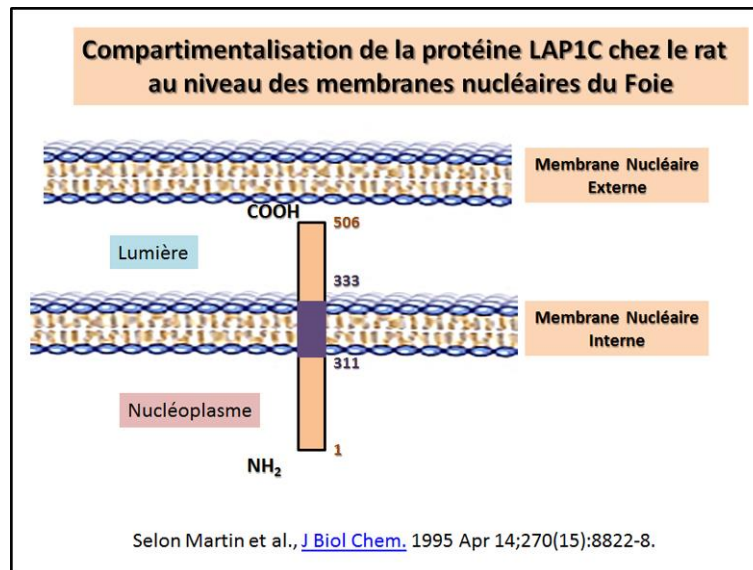 Compartimentalisation de la protéine LAP1C chez le rat
au niveau des membranes nucléaires du Foie
Membrane Nucléaire
Externe
COOH
506
Lumière
333
Membrane Nucléaire
Interne
311
Nucléoplasme
1
NH₂
Selon Martin et al., J Biol Chem. 1995 Apr 14;270(15):8822-8.